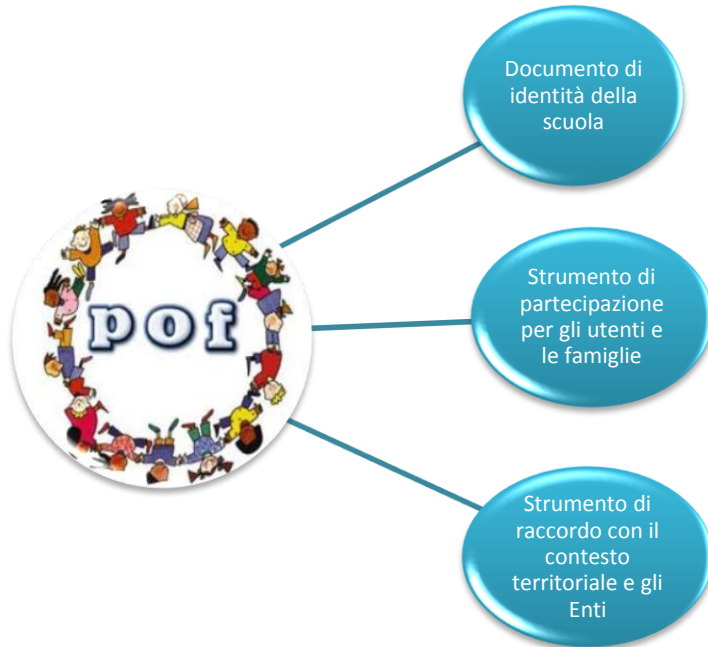 Documento di
identità della
scuola
pof
Strumento di
partecipazione
per gli utenti e
le famiglie
Strumento di
raccordo con il
contesto
territoriale e gli
Enti